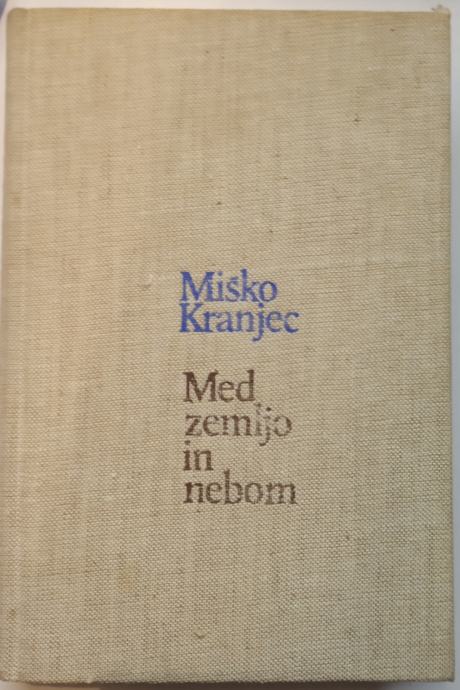 Miško
Kranjec
Med
zemljo
in
nebom